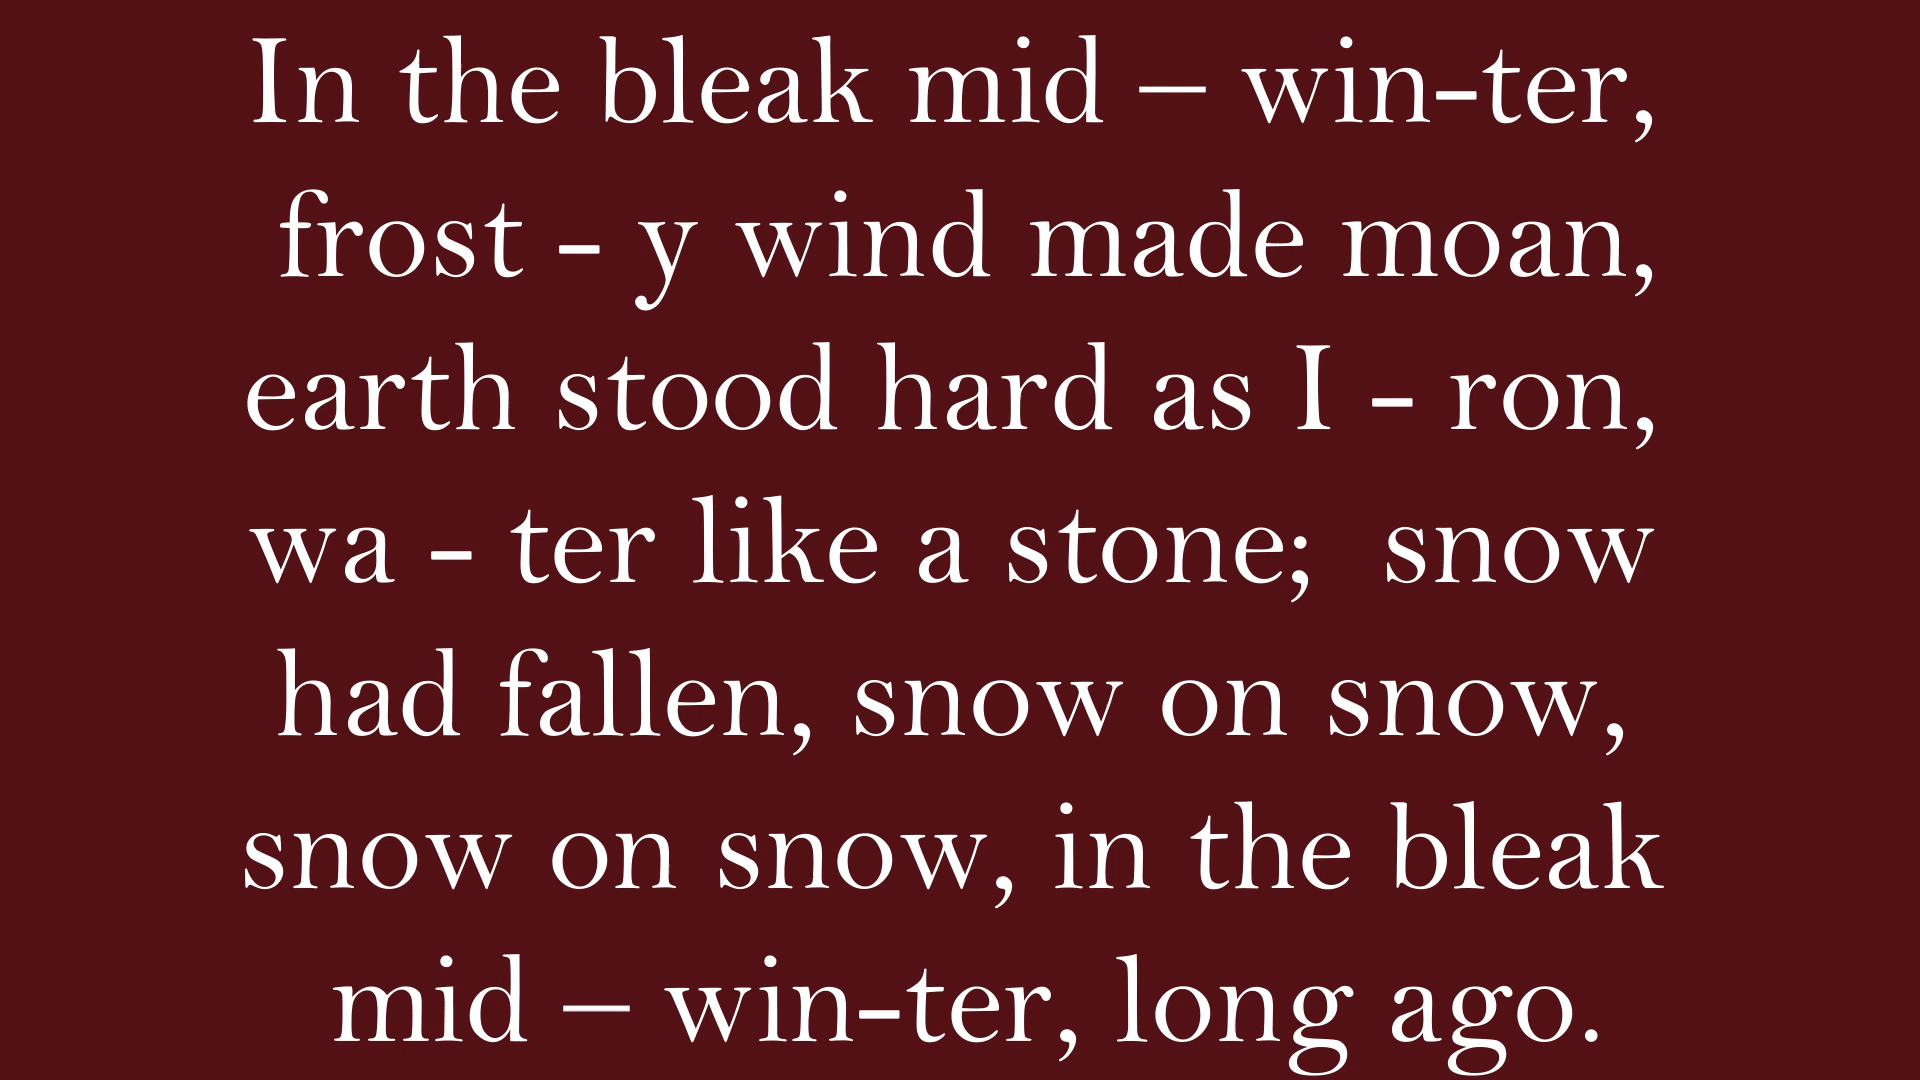 In the bleak mid – win-ter,
frost - y wind made moan,
earth stood hard as I - ron,
wa - ter like a stone;  snow
had fallen, snow on snow,
snow on snow, in the bleak
mid – win-ter, long ago.